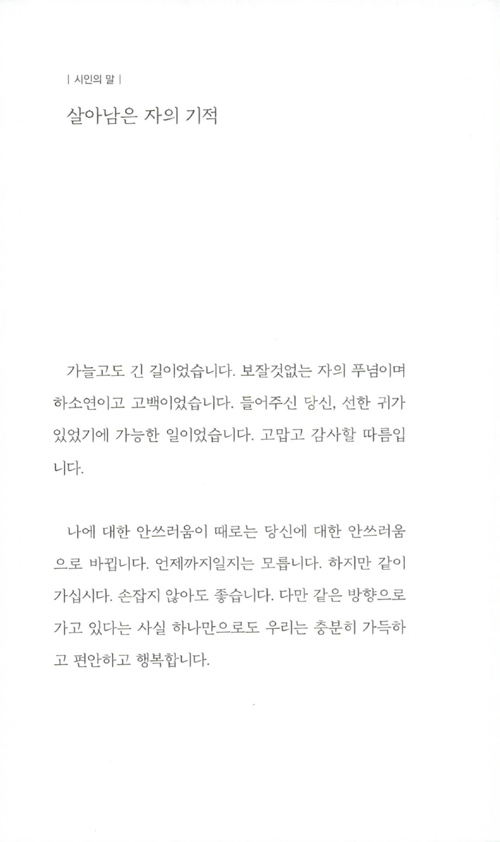 | 시인의 말 |
살아남은 자의 기적
가늘고도 긴 길이었습니다. 보잘것없는 자의 푸념이며
하소연이고 고백이었습니다. 들어주신 당신, 선한 귀가
있었기에 가능한 일이었습니다. 고맙고 감사할 따름입
니다.
나에 대한 안쓰러움이 때로는 당신에 대한 안쓰러움
으로 바뀝니다. 언제까지일지는 모릅니다. 하지만 같이
가십시다. 손잡지 않아도 좋습니다. 다만 같은 방향으로
가고 있다는 사실 하나만으로도 우리는 충분히 가득하
고 편안하고 행복합니다.